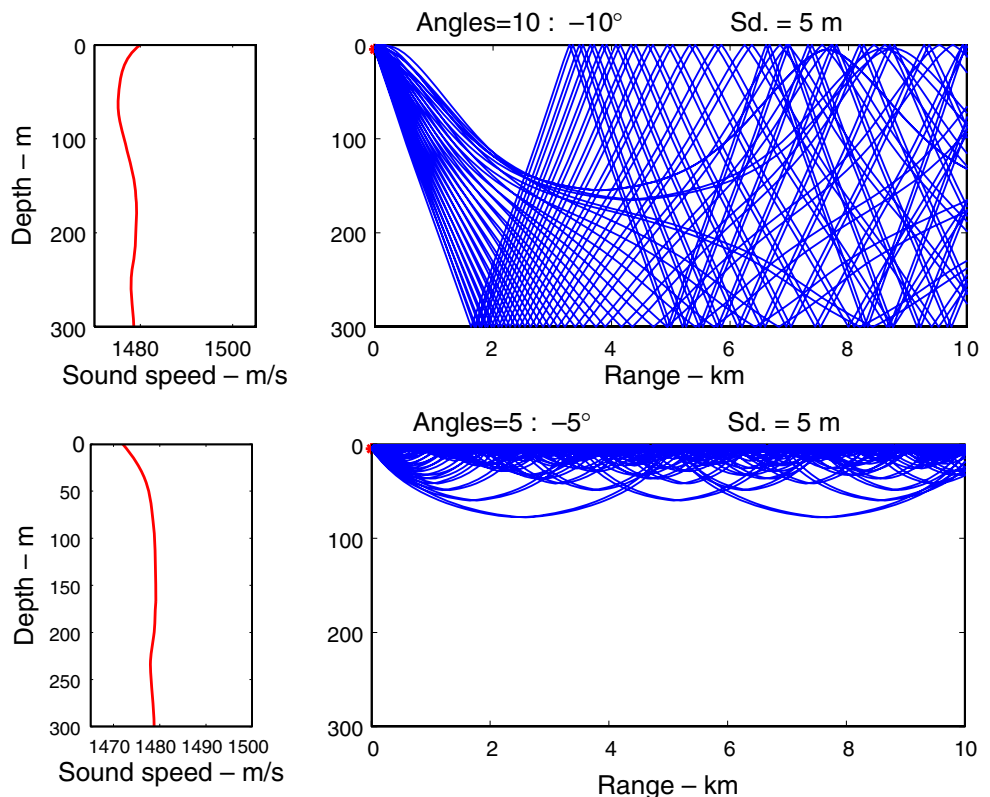 Angles=10 : –10° Sd. = 5 m
0
100
200
300
Depth – m
1480 1500
Sound speed – m/s
0
100
200
300
0 2 4 6 8 10
Range – km
Angles=5 : –5° Sd. = 5 m
0
50
100
150
200
250
300
Depth – m
1470 1480 1490 1500
Sound speed – m/s
0
100
200
300
0 2 4 6 8 10
Range – km